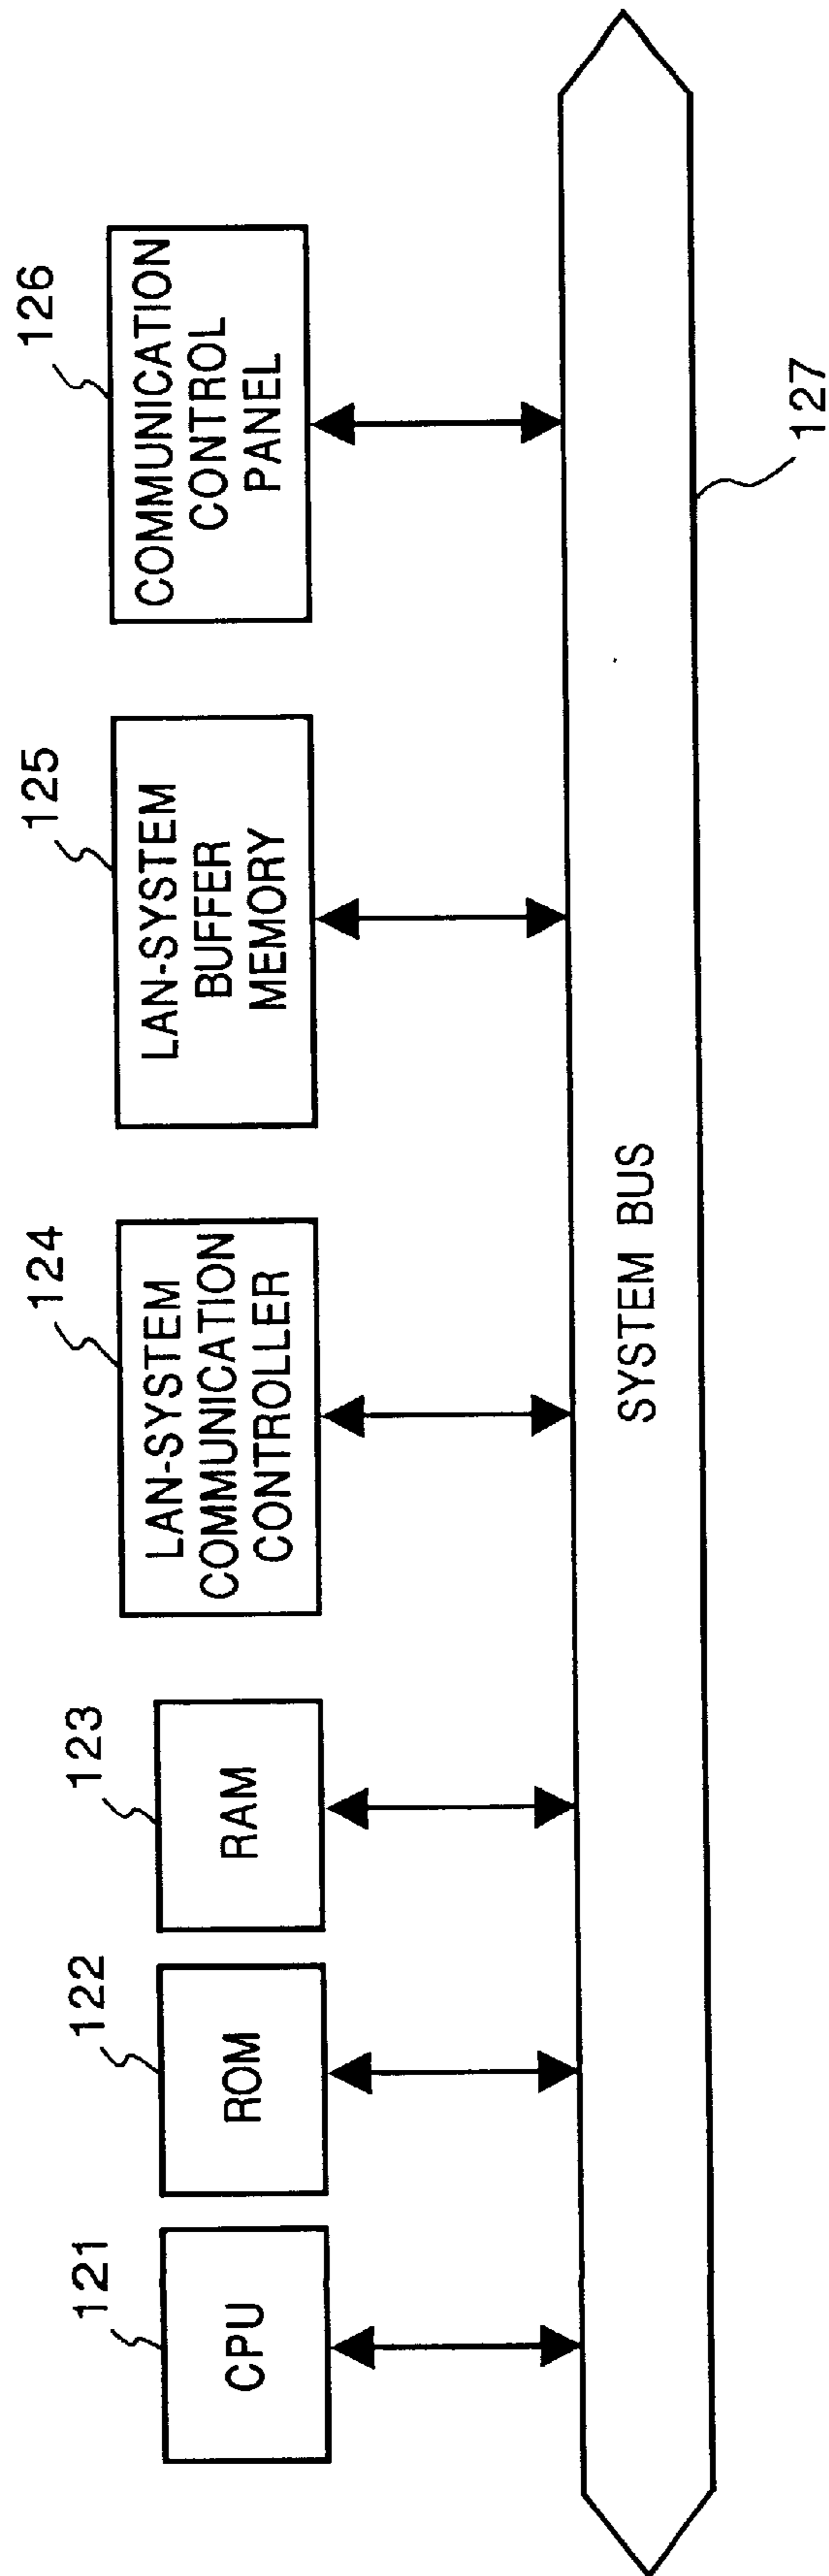 121
CPU
122
ROM
123
RAM
124
LAN-SYSTEM
COMMUNICATION
CONTROLLER
125
LAN-SYSTEM
BUFFER
MEMORY
126
COMMUNICATION
CONTROL
PANEL
SYSTEM BUS
127